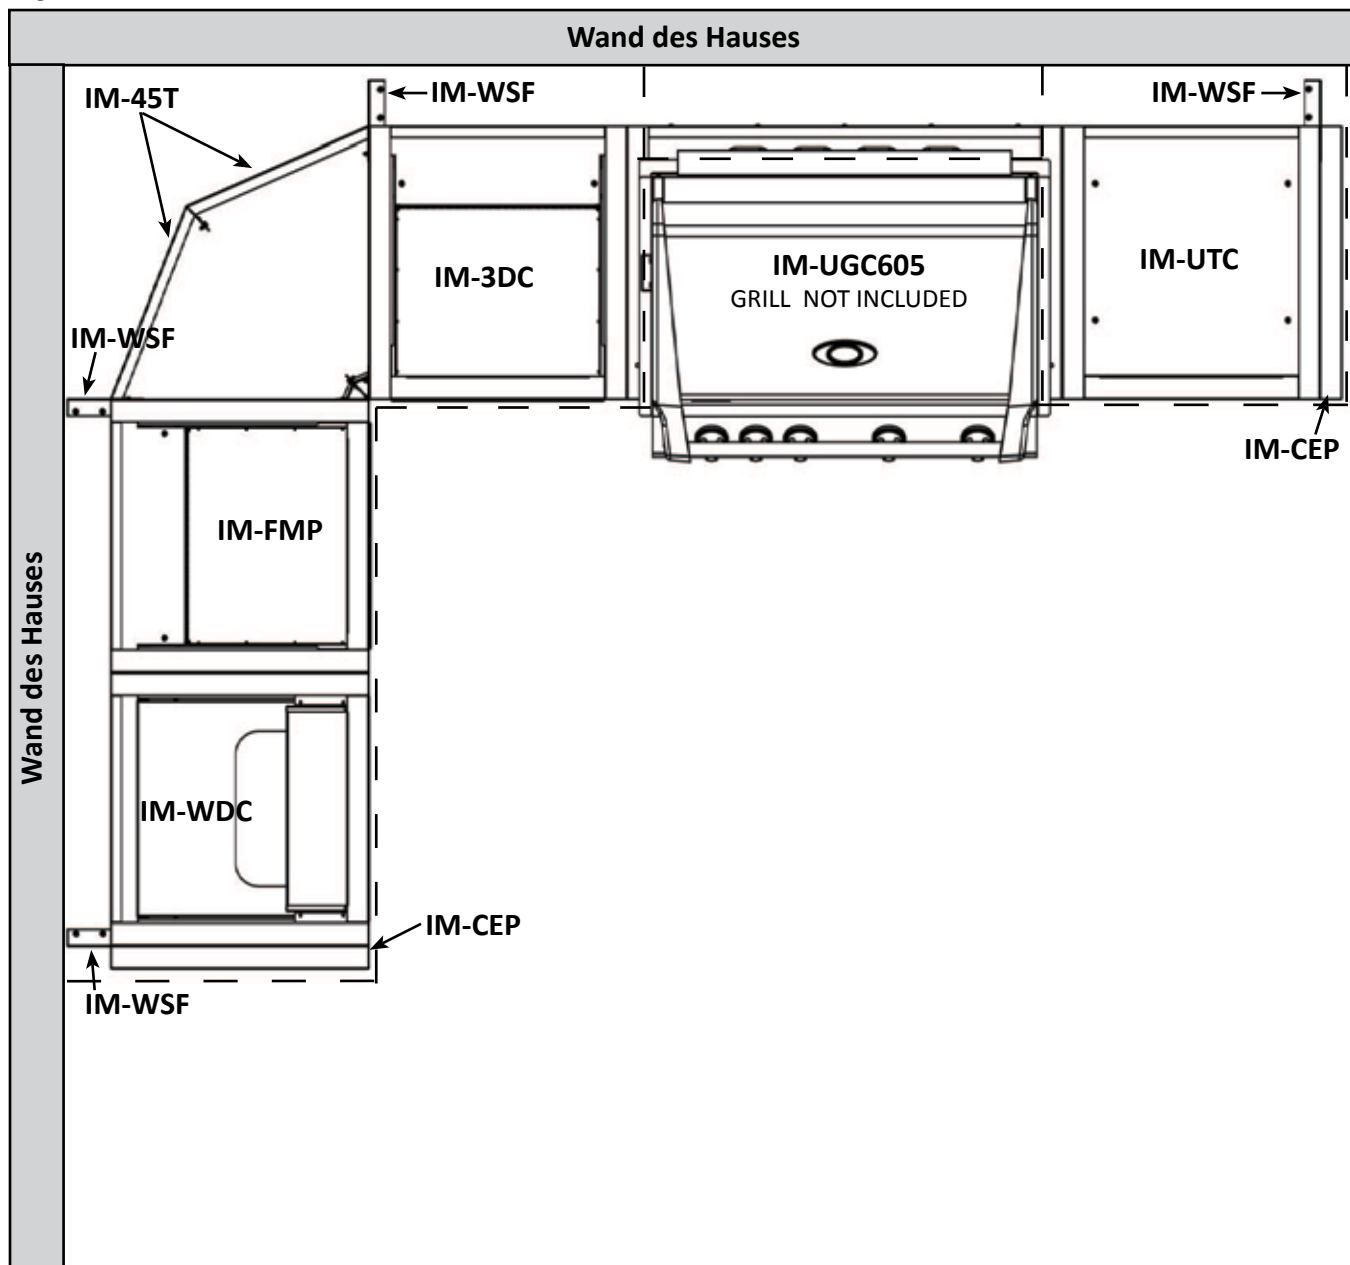 Wand des Hauses
IM-45T
IM-WSF
IM-WSF
IM-3DC
IM-UGC605
GRILL NOT INCLUDED
IM-UTC
IM-WSF
IM-CEP
IM-FMP
Wand des Hauses
IM-WDC
IM-CEP
IM-WSF